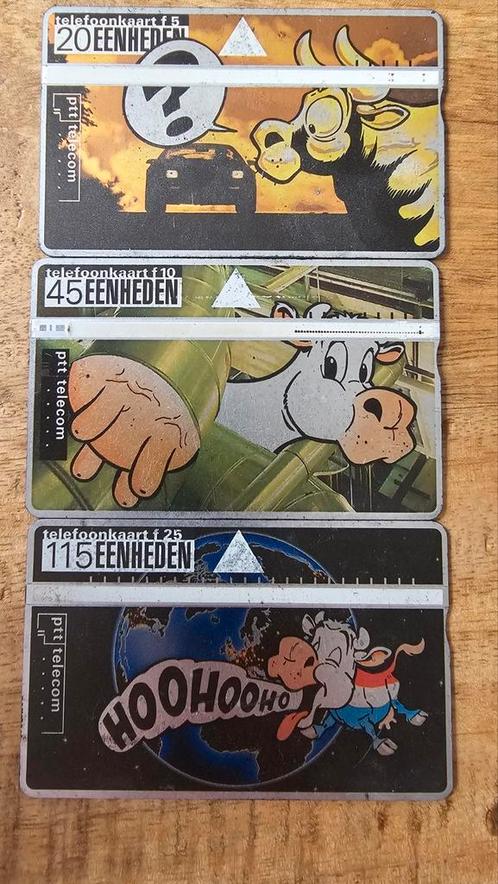 telefoonkaart f 5
20 EENHEDEN
?
ptt telecom
telefoonkaart f 10
45 EENHEDEN
ptt telecom
telefoonkaart f 25
115 EENHEDEN
ptt telecom
HOOHOOHO